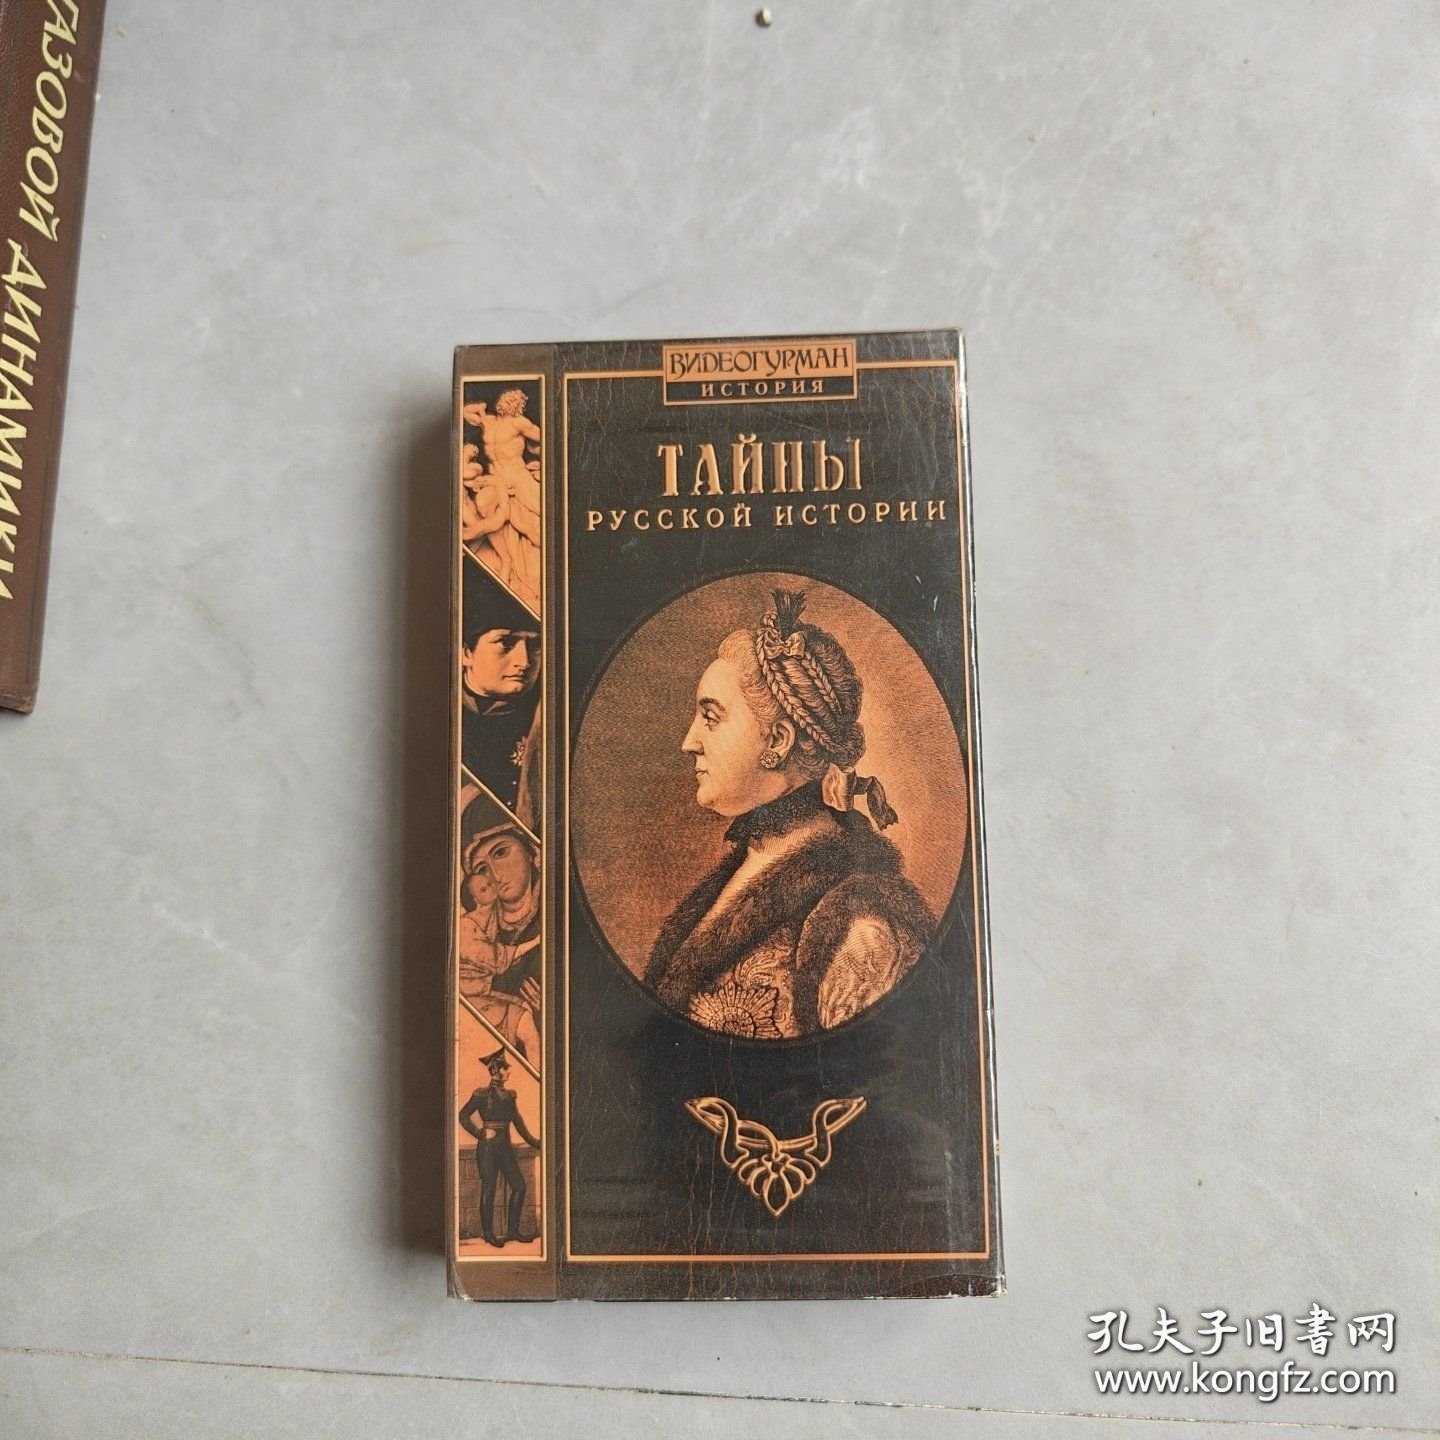 ГАЗОВОЙ ДИНАМИКИ
ВИДЕОГУРМАН
ИСТОРИЯ
ТАЙНЫ
РУССКОЙ ИСТОРИИ
孔夫子旧書网
www.kongfz.com